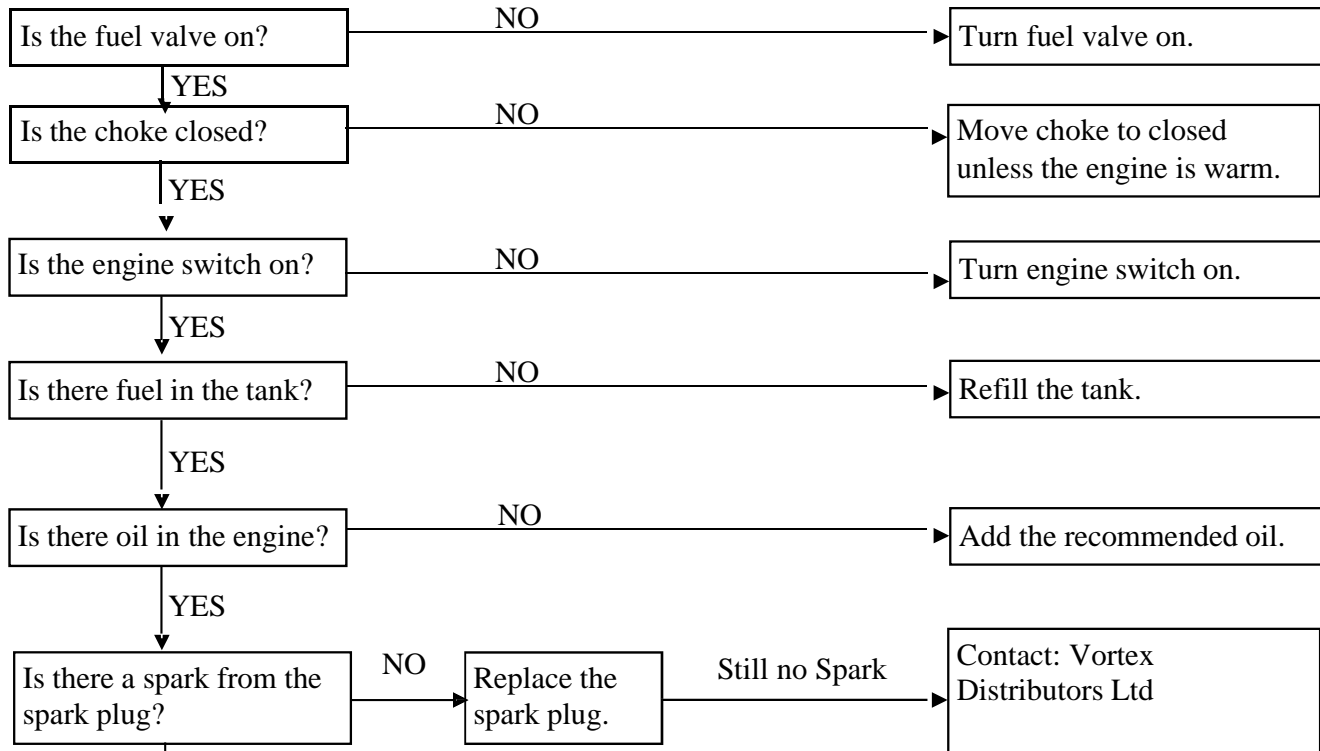 Is the fuel valve on?
NO
Turn fuel valve on.
YES
Is the choke closed?
NO
Move choke to closed
unless the engine is warm.
YES
Is the engine switch on?
NO
Turn engine switch on.
YES
Is there fuel in the tank?
NO
Refill the tank.
YES
Is there oil in the engine?
NO
Add the recommended oil.
YES
Is there a spark from the
spark plug?
NO
Replace the
spark plug.
Still no Spark
Contact: Vortex
Distributors Ltd